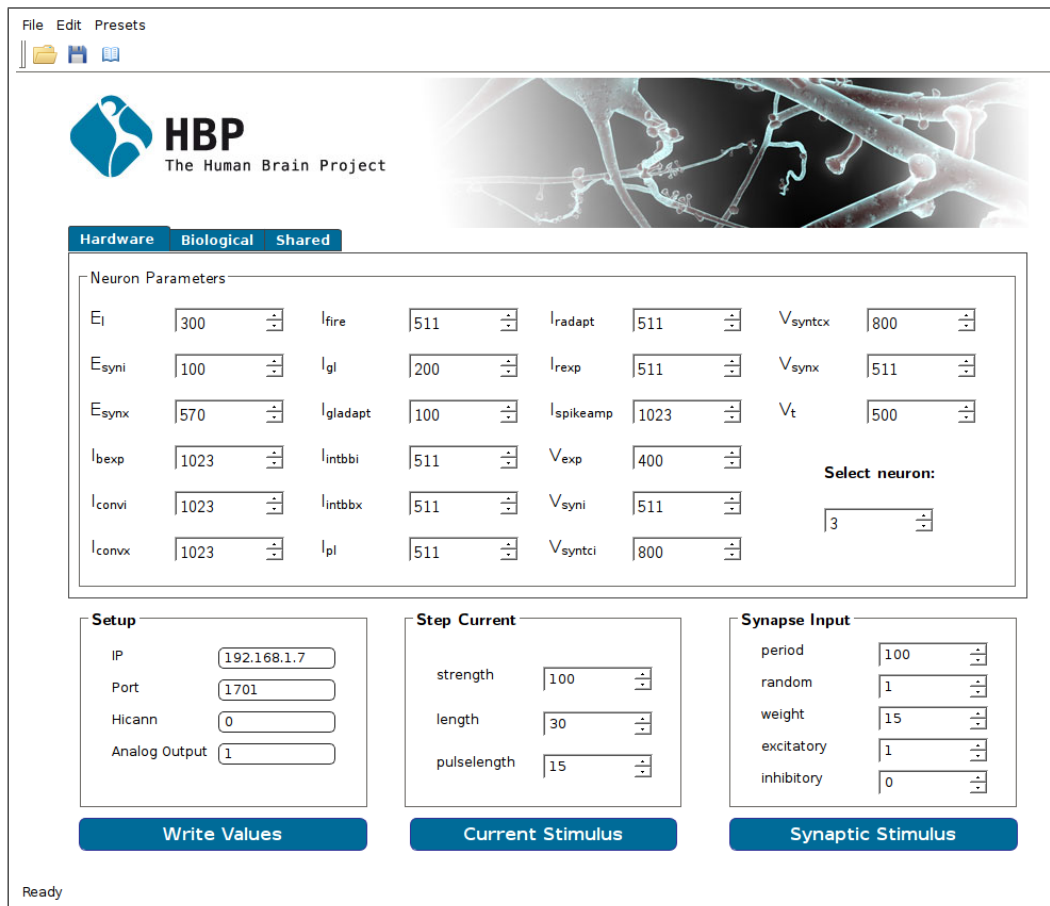 File Edit Presets
HBP
The Human Brain Project
Hardware Biological Shared
Neuron Parameters
El 300 Ifire 511 Iradapt 511 Vsyntcx 800
Esyni 100 Igl 200 Irexp 511 Vsynx 511
Esynx 570 Igladapt 100 Ispikeamp 1023 Vt 500
Ibexp 1023 Iintbbi 511 Vexp 400
Select neuron:
Iconvi 1023 Iintbbx 511 Vsyni 511
3
Iconvx 1023 Ipl 511 Vsyntci 800
Setup
IP 192.168.1.7
Port 1701
Hicann 0
Analog Output 1
Write Values
Step Current
strength 100
length 30
pulselength 15
Current Stimulus
Synapse Input
period 100
random 1
weight 15
excitatory 1
inhibitory 0
Synaptic Stimulus
Ready